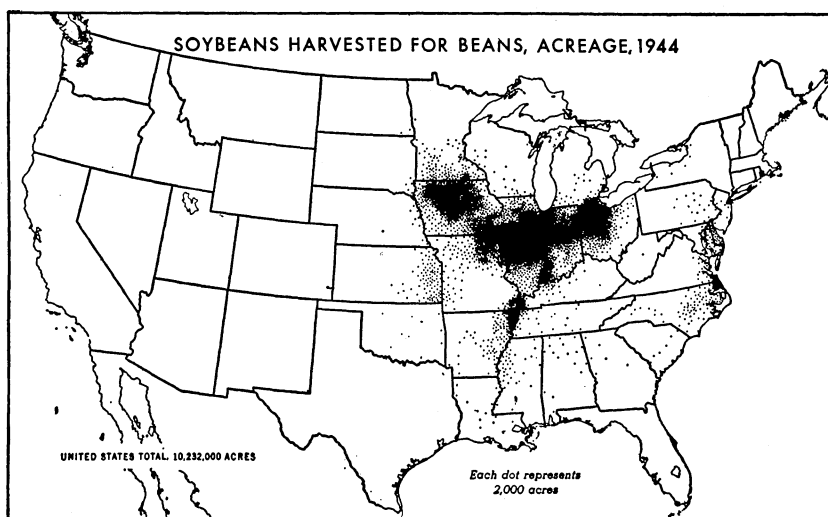 SOYBEANS HARVESTED FOR BEANS, ACREAGE, 1944
UNITED STATES TOTAL. 10,232,000 ACRES
Each dot represents
2,000 acres